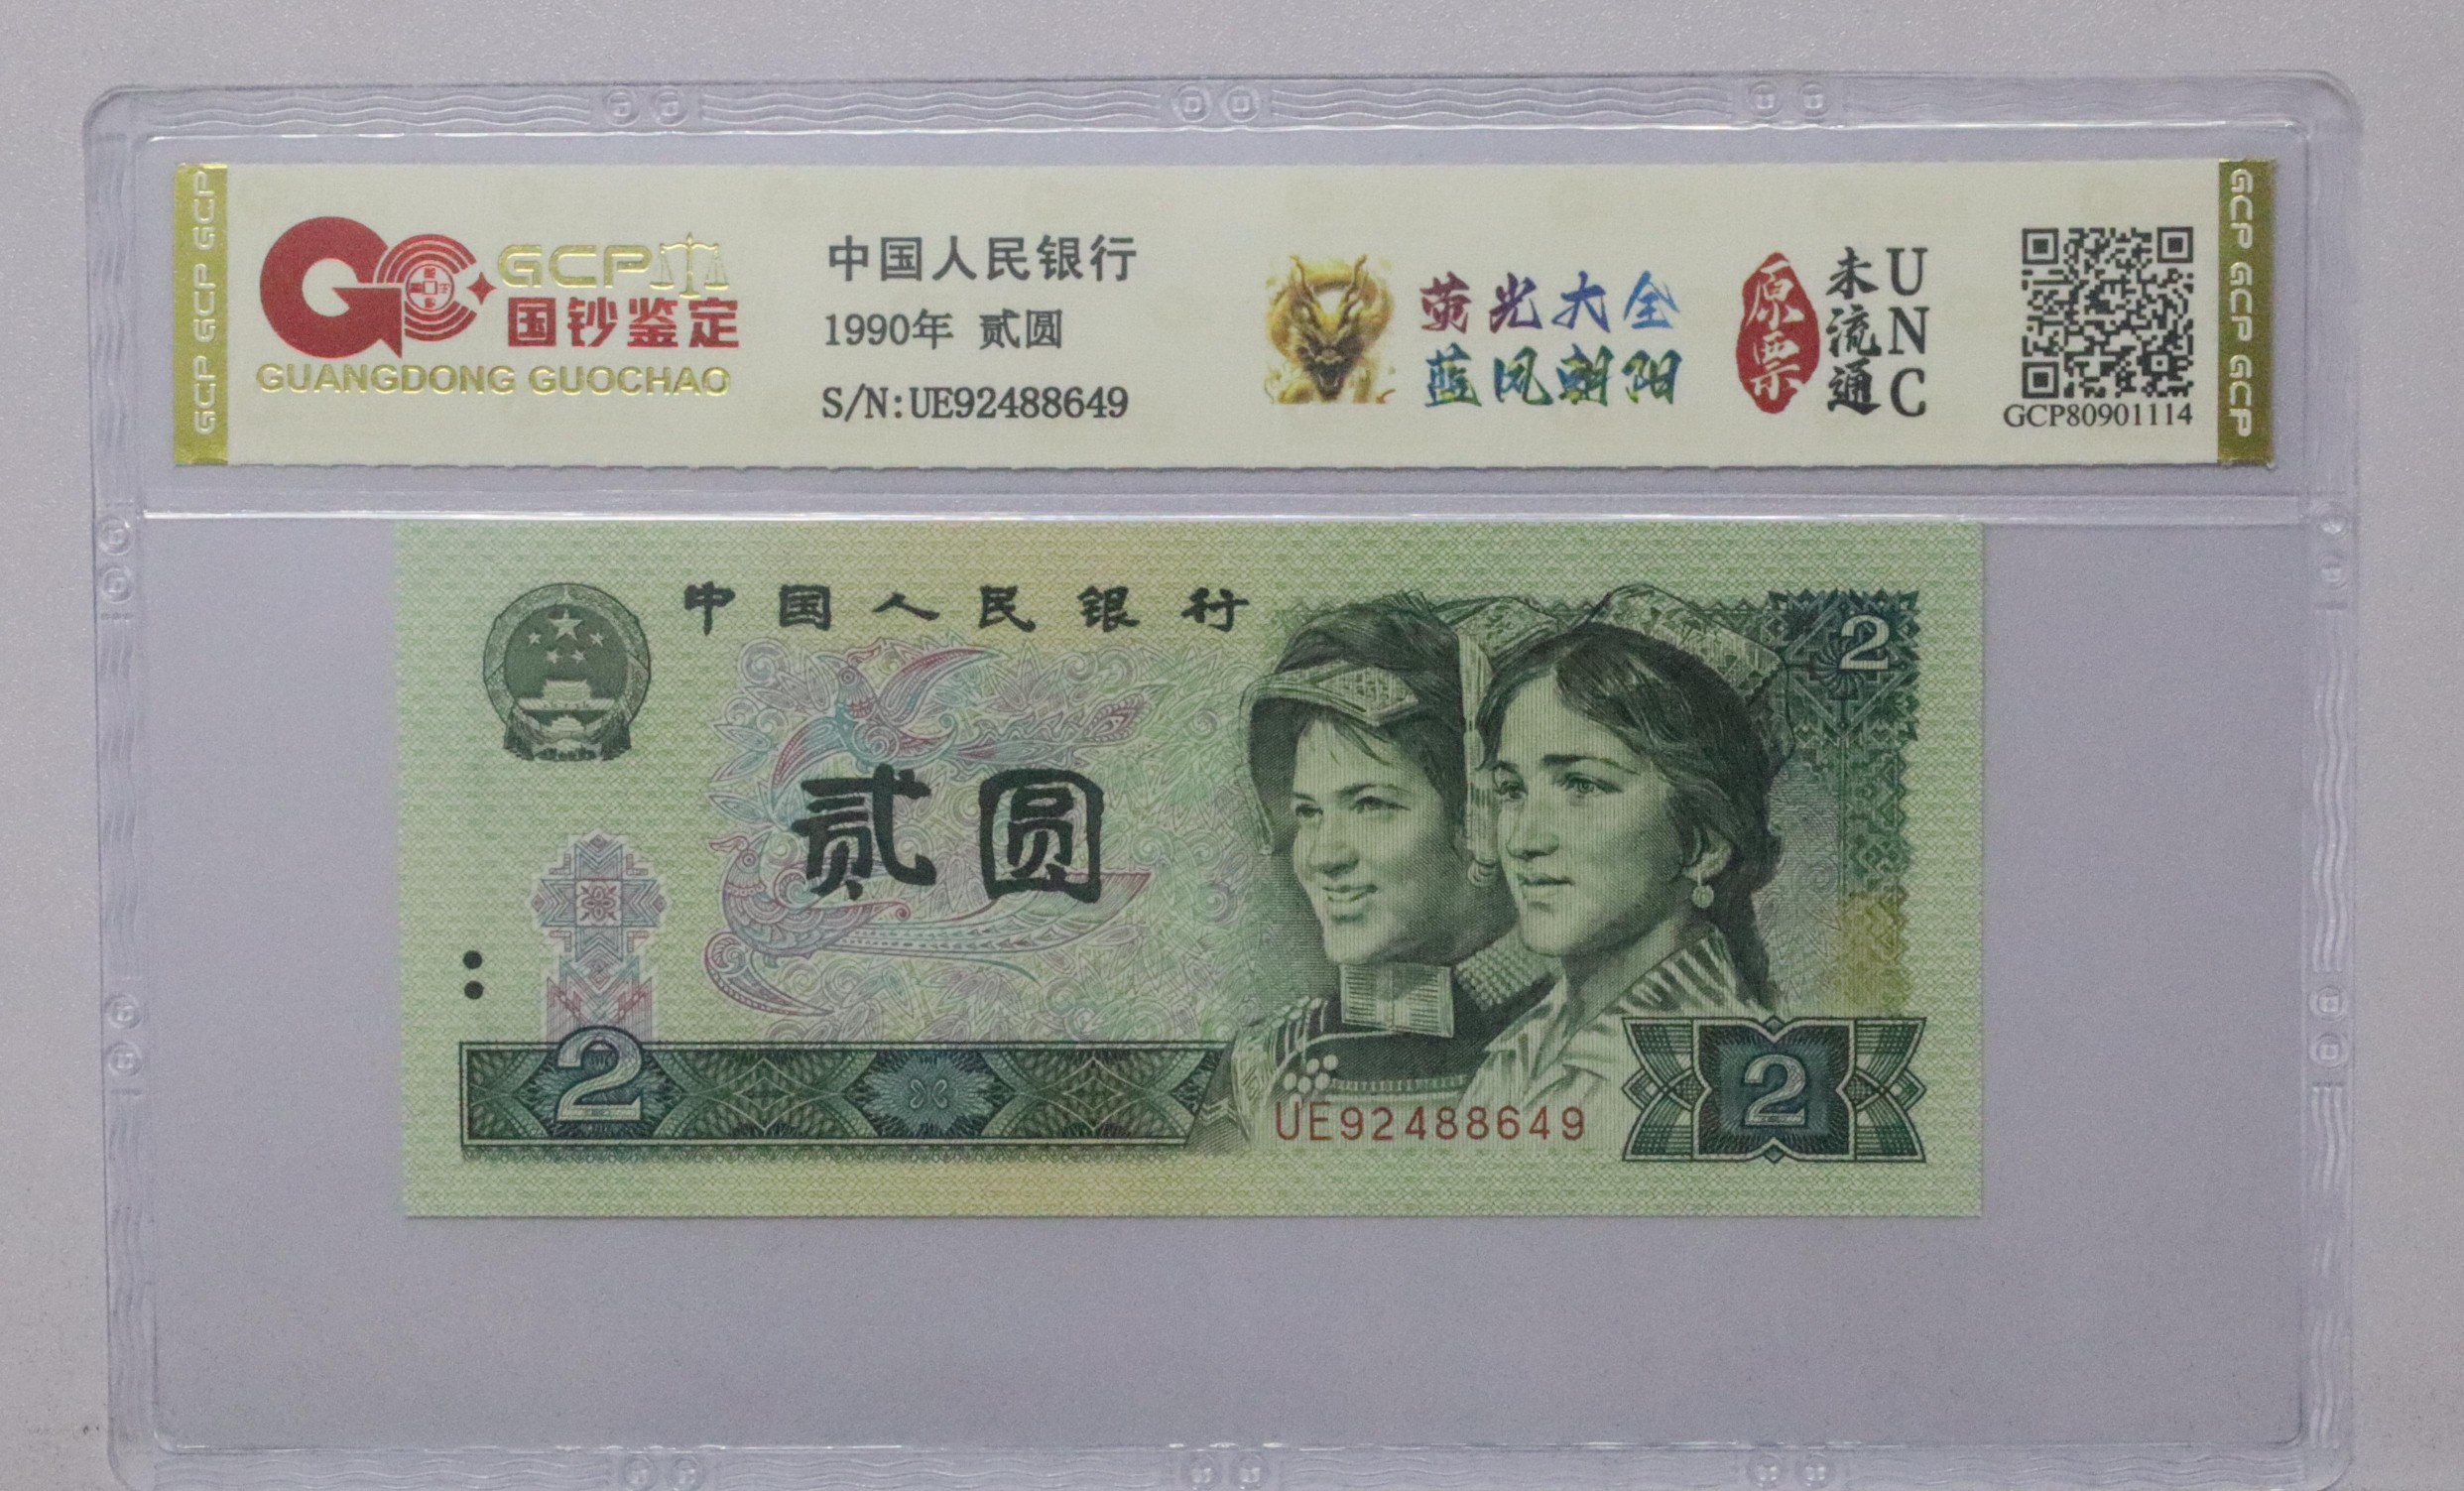 GCP GCP GCP
GCP
国钞鉴定
GUANGDONG GUOCHAO
中国人民银行
1990年 贰圆
S/N:UE92488649
荧光大全
蓝凤朝阳
原票
未流通
UNC
GCP80901114
GCP GCP GCP
中国人民银行
2
贰圆
2
UE92488649
2